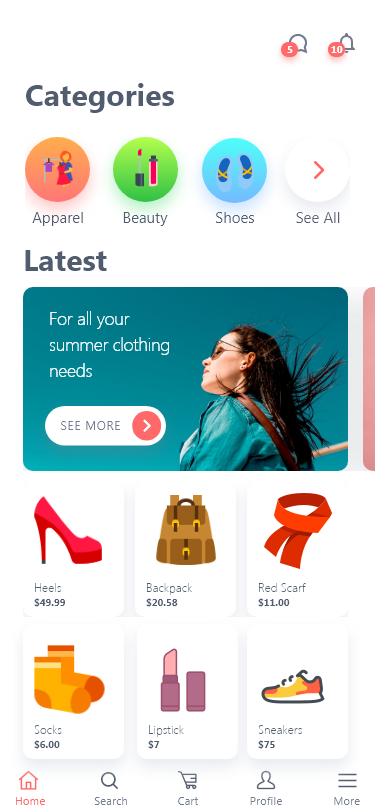 5
10
Categories
Apparel
Beauty
Shoes
See All
Latest
For all your
summer clothing
needs
SEE MORE
Heels
$49.99
Backpack
$20.58
Red Scarf
$11.00
Socks
$6.00
Lipstick
$7
Sneakers
$75
Home
Search
Cart
Profile
More